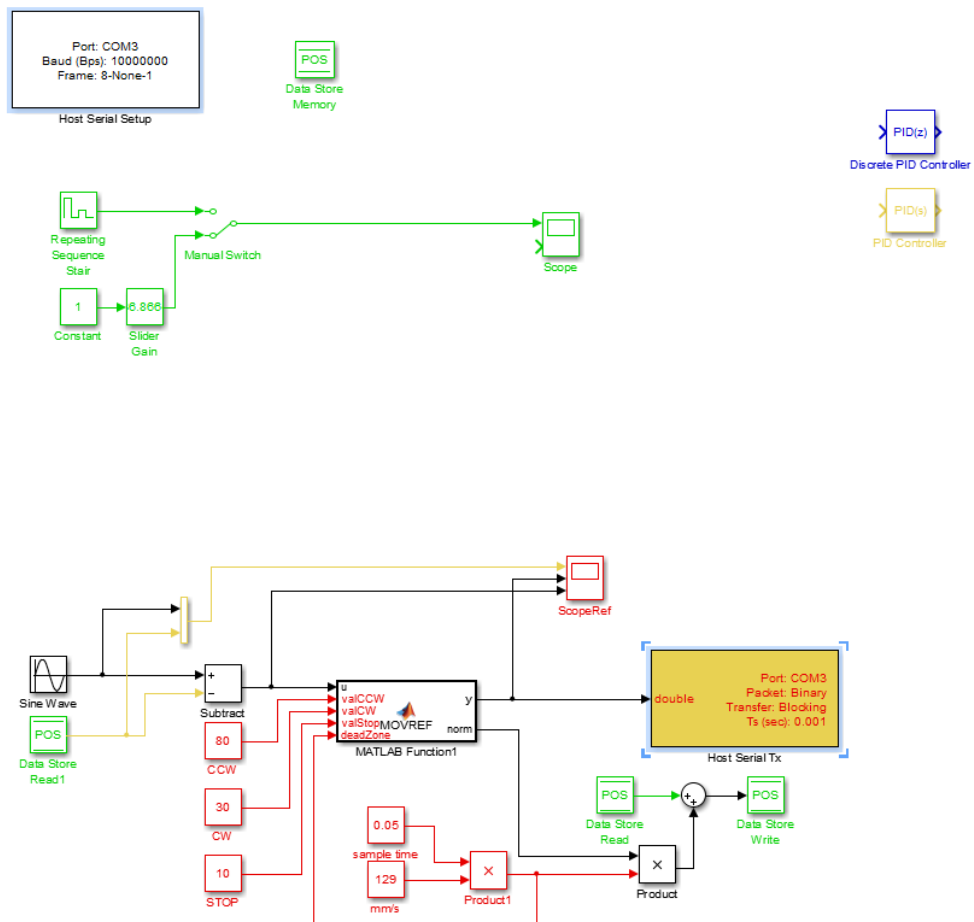 Port: COM3
Baud (Bps): 10000000
Frame: 8-None-1
Host Serial Setup
POS
Data Store
Memory
PID(z)
Discrete PID Controller
PID(s)
PID Controller
Repeating
Sequence
Stair
Manual Switch
Scope
1
Constant
6.866
Slider
Gain
ScopeRef
Sine Wave
+
−
Subtract
POS
Data Store
Read1
u
valCCW
valCW
valStop
deadZone
MOVREF
y
norm
MATLAB Function1
double
Port: COM3
Packet: Binary
Transfer: Blocking
Ts (sec): 0.001
Host Serial Tx
80
CCW
30
CW
10
STOP
0.05
sample time
129
mm/s
×
Product1
POS
Data Store
Read
+
+
POS
Data Store
Write
×
Product